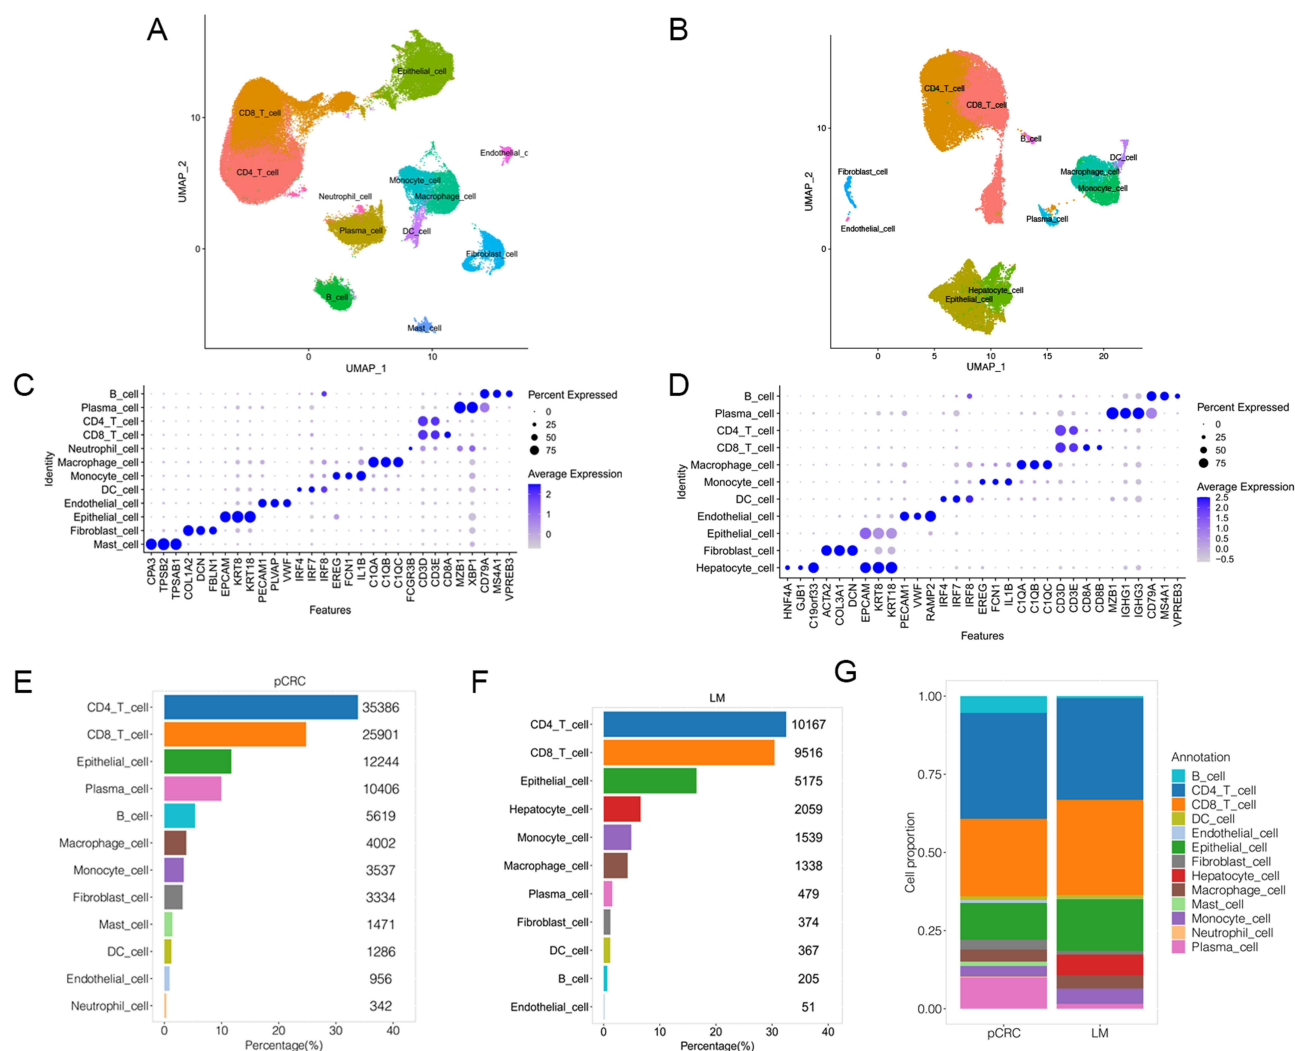 A
Epithelial_cell
CD8_T_cell
CD4_T_cell
Endothelial_c
Monocyte_cell
Macrophage_cell
Neutrophil_cell
Plasma_cell
DC_cell
Fibroblast_cell
B_cell
Mast_cell
10
0
UMAP_2
0
10
UMAP_1
B
CD4_T_cell
CD8_T_cell
B_cell
DC_cell
Macrophage_cell
Monocyte_cell
Fibroblast_cell
Plasma_cell
Endothelial_cell
Hepatocyte_cell
Epithelial_cell
10
0
UMAP_2
0
5
10
15
20
UMAP_1
C
B_cell
Plasma_cell
CD4_T_cell
CD8_T_cell
Neutrophil_cell
Macrophage_cell
Monocyte_cell
DC_cell
Endothelial_cell
Epithelial_cell
Fibroblast_cell
Mast_cell
Identity
CPA3
TPSB2
TPSAB1
COL1A2
DCN
FBLN1
EPCAM
KRT8
KRT18
PECAM1
PLVAP
VWF
IRF4
IRF7
IRF8
EREG
FCN1
IL1B
C1QA
C1QB
C1QC
FCGR3B
CD3D
CD3E
CD8A
MZB1
XBP1
CD79A
MS4A1
VPREB3
Features
Percent Expressed
0
25
50
75
Average Expression
2
1
0
D
B_cell
Plasma_cell
CD4_T_cell
CD8_T_cell
Macrophage_cell
Monocyte_cell
DC_cell
Endothelial_cell
Epithelial_cell
Fibroblast_cell
Hepatocyte_cell
Identity
HNF4A
GJB1
C19orf33
ACTA2
COL3A1
DCN
EPCAM
KRT8
KRT18
PECAM1
VWF
RAMP2
IRF4
IRF7
IRF8
EREG
FCN1
IL1B
C1QA
C1QB
C1QC
CD3D
CD3E
CD8A
CD8B
MZB1
IGHG1
IGHG3
CD79A
MS4A1
VPREB3
Features
Percent Expressed
0
25
50
75
Average Expression
2.5
2.0
1.5
1.0
0.5
0.0
−0.5
E
pCRC
CD4_T_cell 35386
CD8_T_cell 25901
Epithelial_cell 12244
Plasma_cell 10406
B_cell 5619
Macrophage_cell 4002
Monocyte_cell 3537
Fibroblast_cell 3334
Mast_cell 1471
DC_cell 1286
Endothelial_cell 956
Neutrophil_cell 342
0 10 20 30 40
Percentage(%)
F
LM
CD4_T_cell 10167
CD8_T_cell 9516
Epithelial_cell 5175
Hepatocyte_cell 2059
Monocyte_cell 1539
Macrophage_cell 1338
Plasma_cell 479
Fibroblast_cell 374
DC_cell 367
B_cell 205
Endothelial_cell 51
0 10 20 30 40
Percentage(%)
G
1.00
0.75
0.50
0.25
0.00
Cell proportion
pCRC LM
Annotation
B_cell
CD4_T_cell
CD8_T_cell
DC_cell
Endothelial_cell
Epithelial_cell
Fibroblast_cell
Hepatocyte_cell
Macrophage_cell
Mast_cell
Monocyte_cell
Neutrophil_cell
Plasma_cell